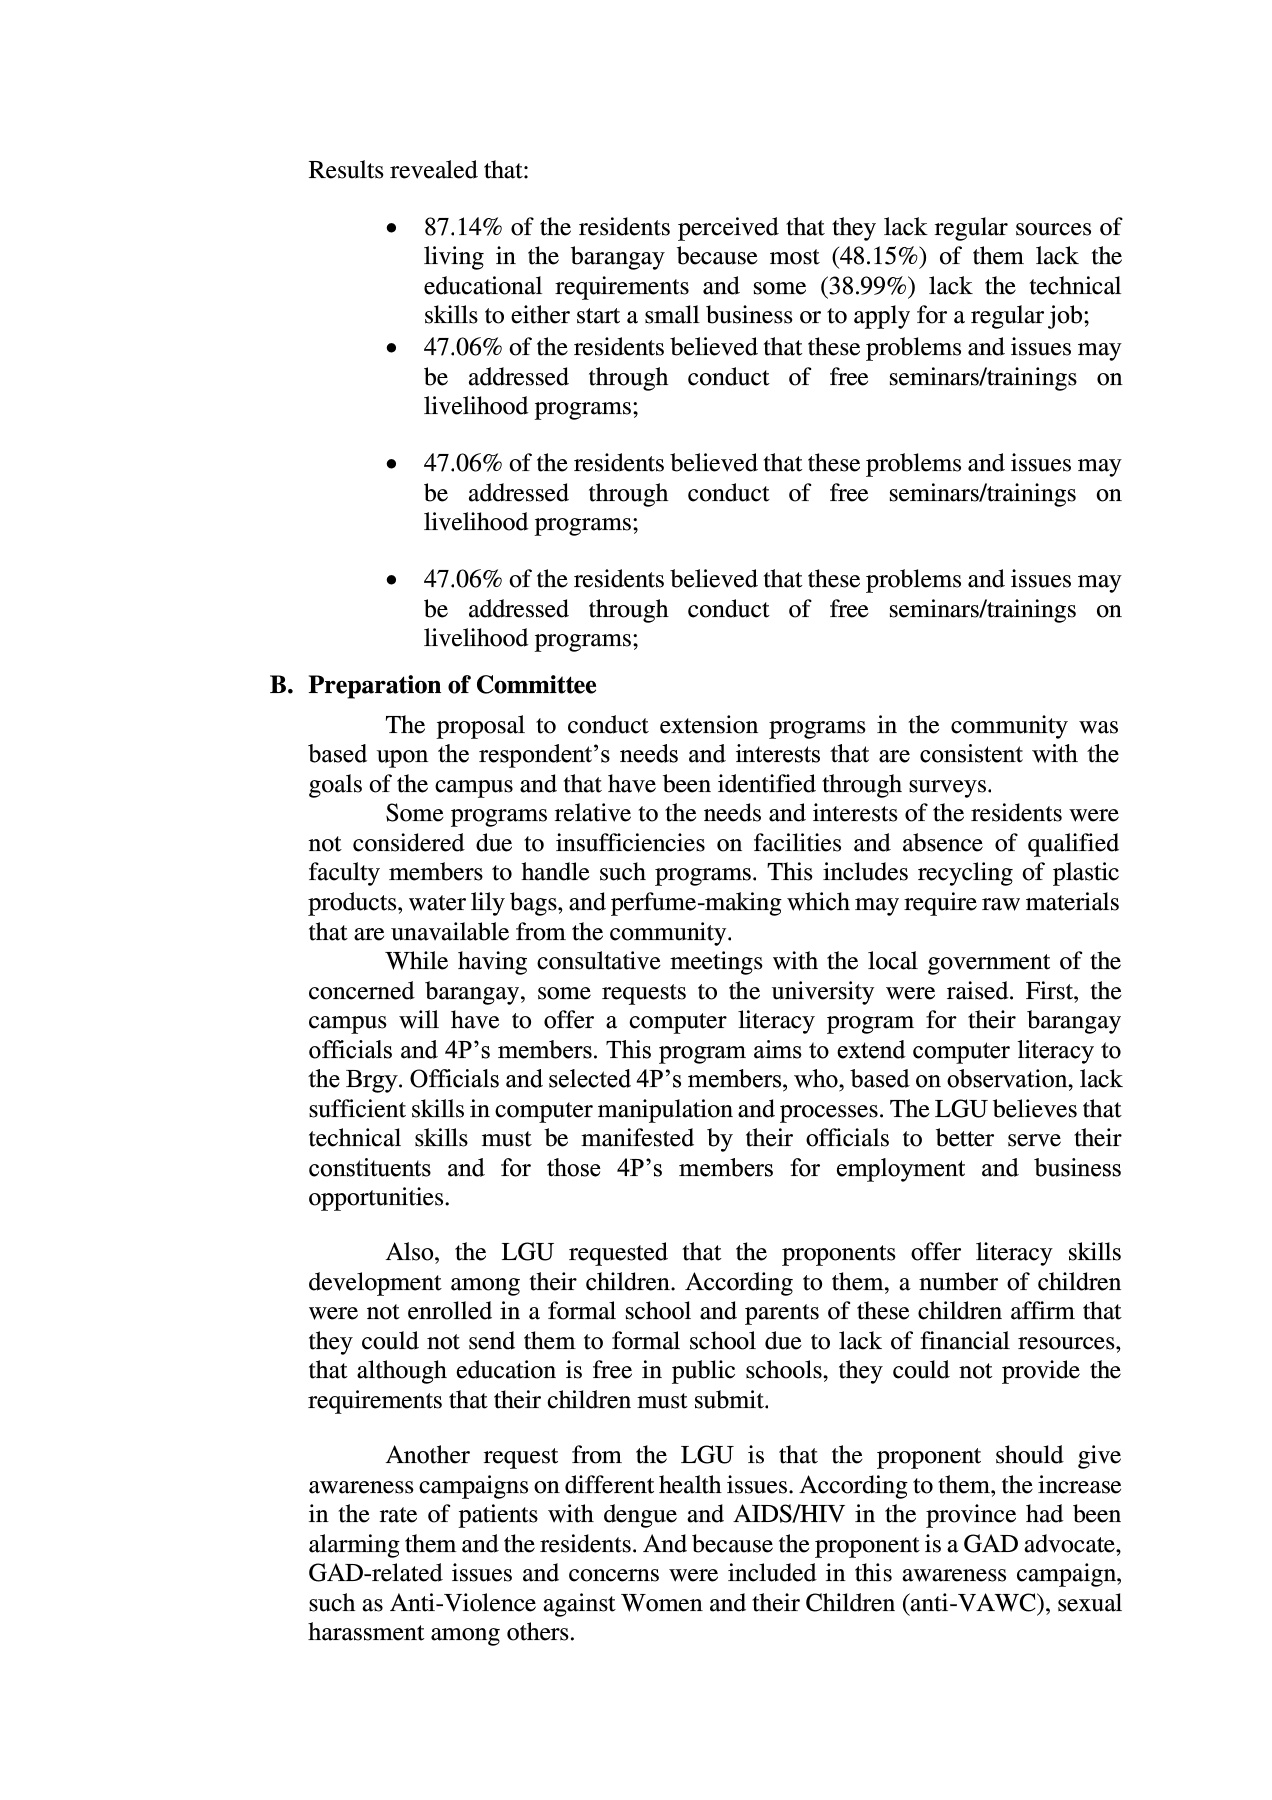 Results revealed that:
• 87.14% of the residents perceived that they lack regular sources of
living in the barangay because most (48.15%) of them lack the
educational requirements and some (38.99%) lack the technical
skills to either start a small business or to apply for a regular job;
• 47.06% of the residents believed that these problems and issues may
be addressed through conduct of free seminars/trainings on
livelihood programs;
• 47.06% of the residents believed that these problems and issues may
be addressed through conduct of free seminars/trainings on
livelihood programs;
• 47.06% of the residents believed that these problems and issues may
be addressed through conduct of free seminars/trainings on
livelihood programs;
B. Preparation of Committee
The proposal to conduct extension programs in the community was
based upon the respondent’s needs and interests that are consistent with the
goals of the campus and that have been identified through surveys.
Some programs relative to the needs and interests of the residents were
not considered due to insufficiencies on facilities and absence of qualified
faculty members to handle such programs. This includes recycling of plastic
products, water lily bags, and perfume-making which may require raw materials
that are unavailable from the community.
While having consultative meetings with the local government of the
concerned barangay, some requests to the university were raised. First, the
campus will have to offer a computer literacy program for their barangay
officials and 4P’s members. This program aims to extend computer literacy to
the Brgy. Officials and selected 4P’s members, who, based on observation, lack
sufficient skills in computer manipulation and processes. The LGU believes that
technical skills must be manifested by their officials to better serve their
constituents and for those 4P’s members for employment and business
opportunities.
Also, the LGU requested that the proponents offer literacy skills
development among their children. According to them, a number of children
were not enrolled in a formal school and parents of these children affirm that
they could not send them to formal school due to lack of financial resources,
that although education is free in public schools, they could not provide the
requirements that their children must submit.
Another request from the LGU is that the proponent should give
awareness campaigns on different health issues. According to them, the increase
in the rate of patients with dengue and AIDS/HIV in the province had been
alarming them and the residents. And because the proponent is a GAD advocate,
GAD-related issues and concerns were included in this awareness campaign,
such as Anti-Violence against Women and their Children (anti-VAWC), sexual
harassment among others.